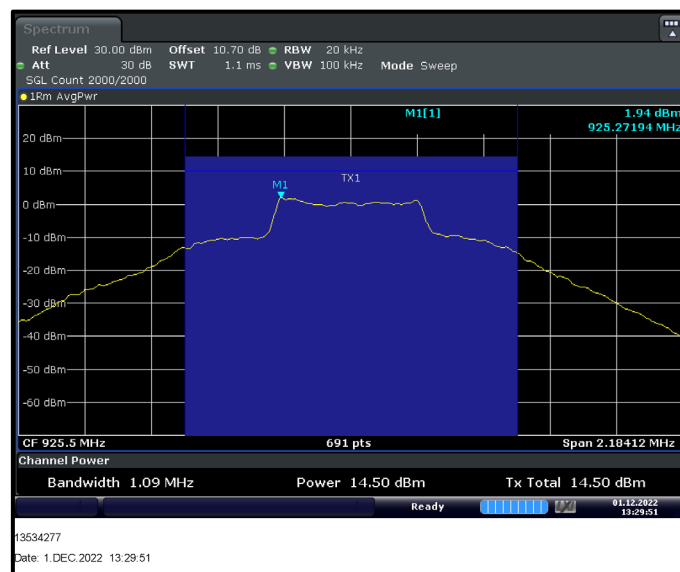 Spectrum
Ref Level 30.00 dBm Offset 10.70 dB RBW 20 kHz
Att 30 dB SWT 1.1 ms VBW 100 kHz Mode Sweep
SGL Count 2000/2000
1Rm AvgPwr
M1[1] 1.94 dBm
925.27194 MHz
20 dBm
10 dBm
TX1
M1
0 dBm
-10 dBm
-20 dBm
-30 dBm
-40 dBm
-50 dBm
-60 dBm
CF 925.5 MHz 691 pts Span 2.18412 MHz
Channel Power
Bandwidth 1.09 MHz Power 14.50 dBm Tx Total 14.50 dBm
Ready 01.12.2022
13:29:51
13534277
Date: 1.DEC.2022 13:29:51